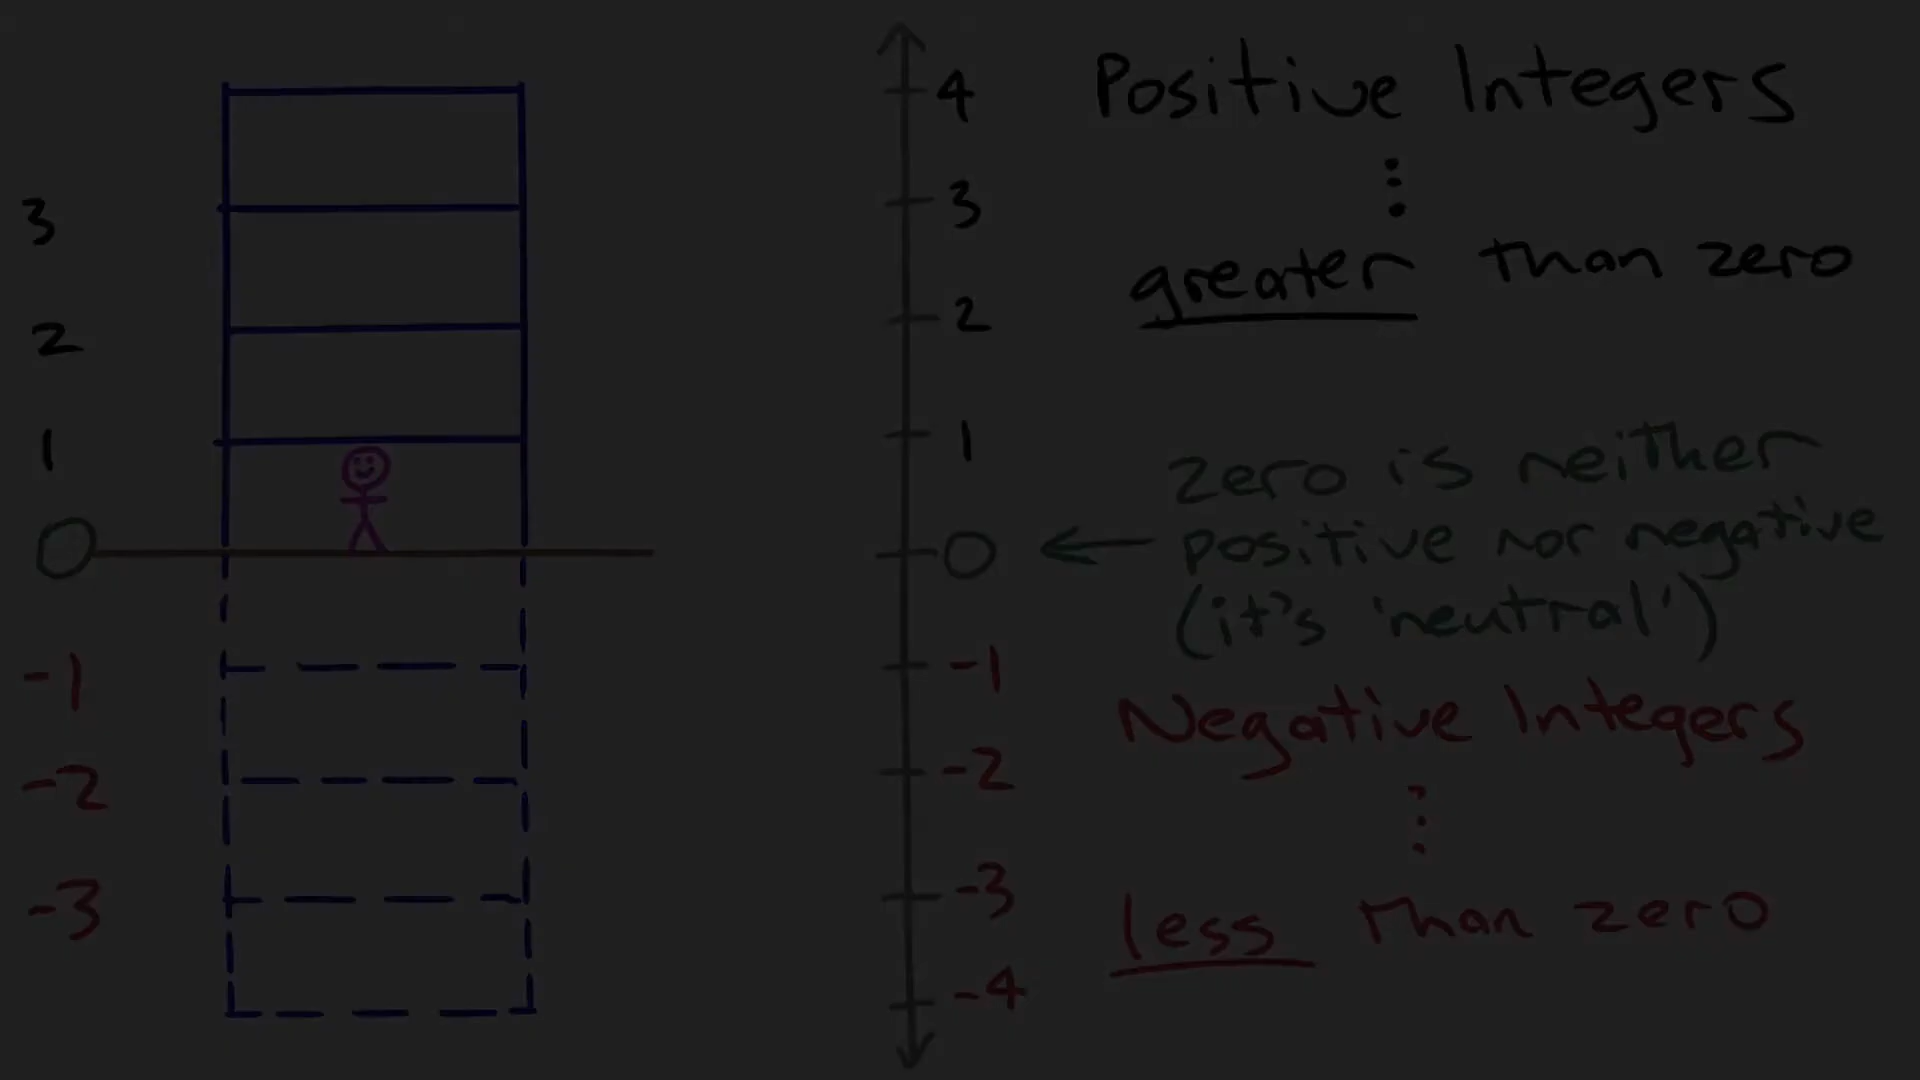 3
2
1
0
-1
-2
-3
4
3
2
1
0
-1
-2
-3
-4
Positive Integers
greater than zero
zero is neither
positive nor negative
(it's 'neutral')
Negative Integers
less than zero